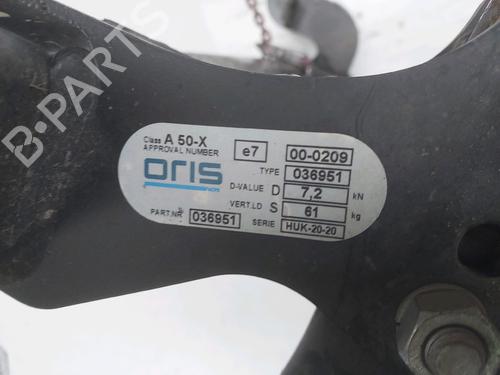 Class A 50-X
APPROVAL NUMBER e7 00-0209
ORIS
TYPE 036951
D-VALUE D 7,2 kN
VERT.LD S 61 kg
PART.NR 036951 SERIE HUK-20-20
B-PARTS